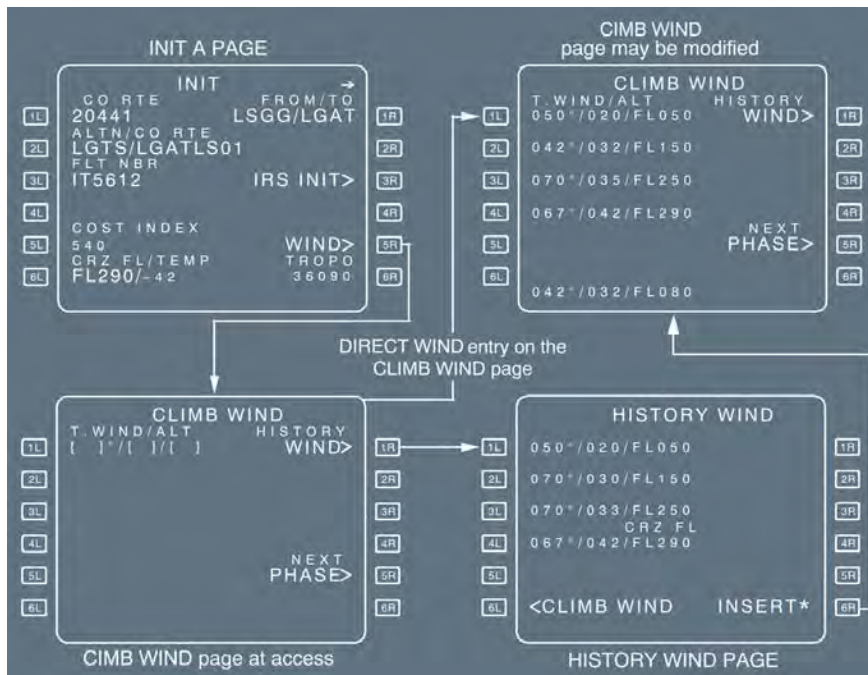 INIT A PAGE
INIT →
CO RTE FROM/TO
1L 20441 LSGG/LGAT 1R
ALTN/CO RTE
2L LGTS/LGATLS01 2R
FLT NBR
3L IT5612 IRS INIT> 3R
4L 4R
COST INDEX
5L 540 WIND> 5R
CRZ FL/TEMP TROPO
6L FL290/-42 36090 6R
CIMB WIND
page may be modified
CLIMB WIND
T.WIND/ALT HISTORY
1L 050°/020/FL050 WIND> 1R
2L 042°/032/FL150 2R
3L 070°/035/FL250 3R
4L 067°/042/FL290 4R
NEXT
5L PHASE> 5R
6L 6R
042°/032/FL080
DIRECT WIND entry on the
CLIMB WIND page
CLIMB WIND
T.WIND/ALT HISTORY
1L [ ]°/[ ]/[ ] WIND> 1R
2L 2R
3L 3R
4L 4R
NEXT
5L PHASE> 5R
6L 6R
CIMB WIND page at access
HISTORY WIND
1L 050°/020/FL050 1R
2L 070°/030/FL150 2R
3L 070°/033/FL250 3R
CRZ FL
4L 067°/042/FL290 4R
5L 5R
6L <CLIMB WIND INSERT* 6R
HISTORY WIND PAGE